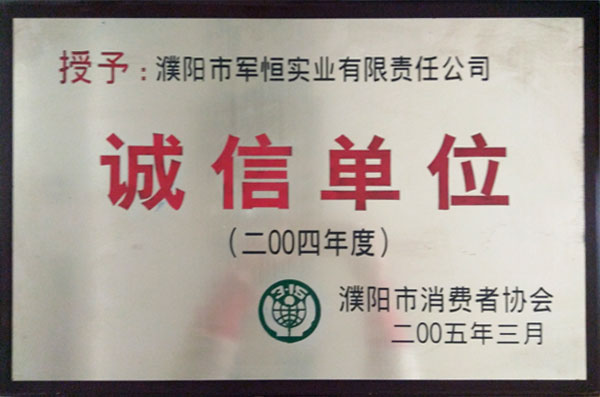 授予：濮阳市军恒实业有限责任公司
诚信单位
（二00四年度）
3·15
濮阳市消费者协会
二00五年三月